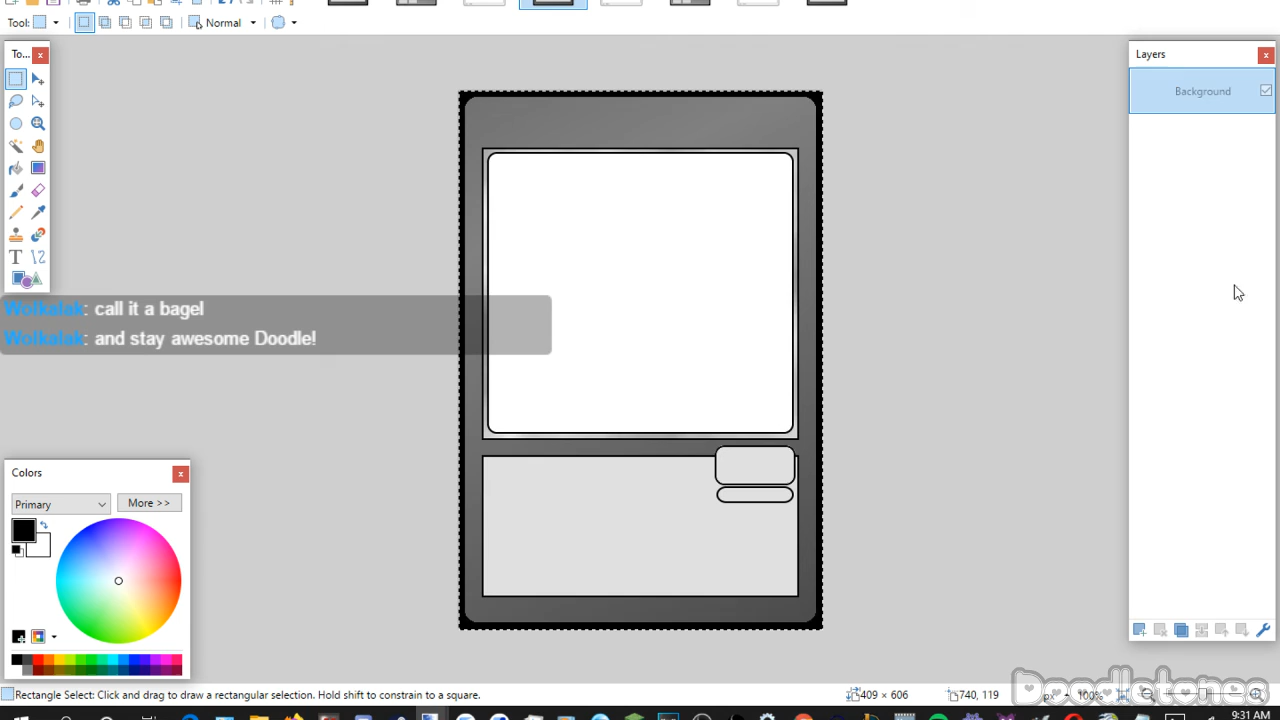 Tool:
Normal
To...
Layers
Background
Wolkalak: call it a bagel
Wolkalak: and stay awesome Doodle!
Colors
Primary
More >>
Rectangle Select: Click and drag to draw a rectangular selection. Hold shift to constrain to a square.
409 × 606
740, 119
px
100%
Doodletones
9:31 AM